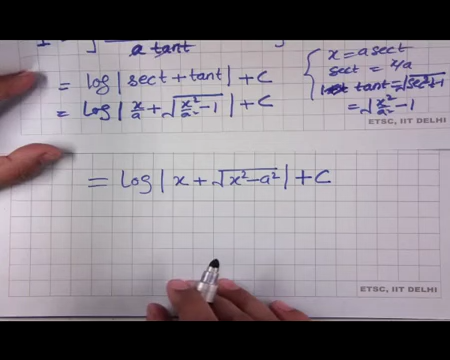 a tant
= log | sect + tant | + C
= log | x/a + √(x²/a² - 1) | + C
x = a sect
sect = x/a
tant = √(sec²t - 1)
= √(x²/a² - 1)
ETSC, IIT DELHI
= log | x + √(x² - a²) | + C
ETSC, IIT DELHI